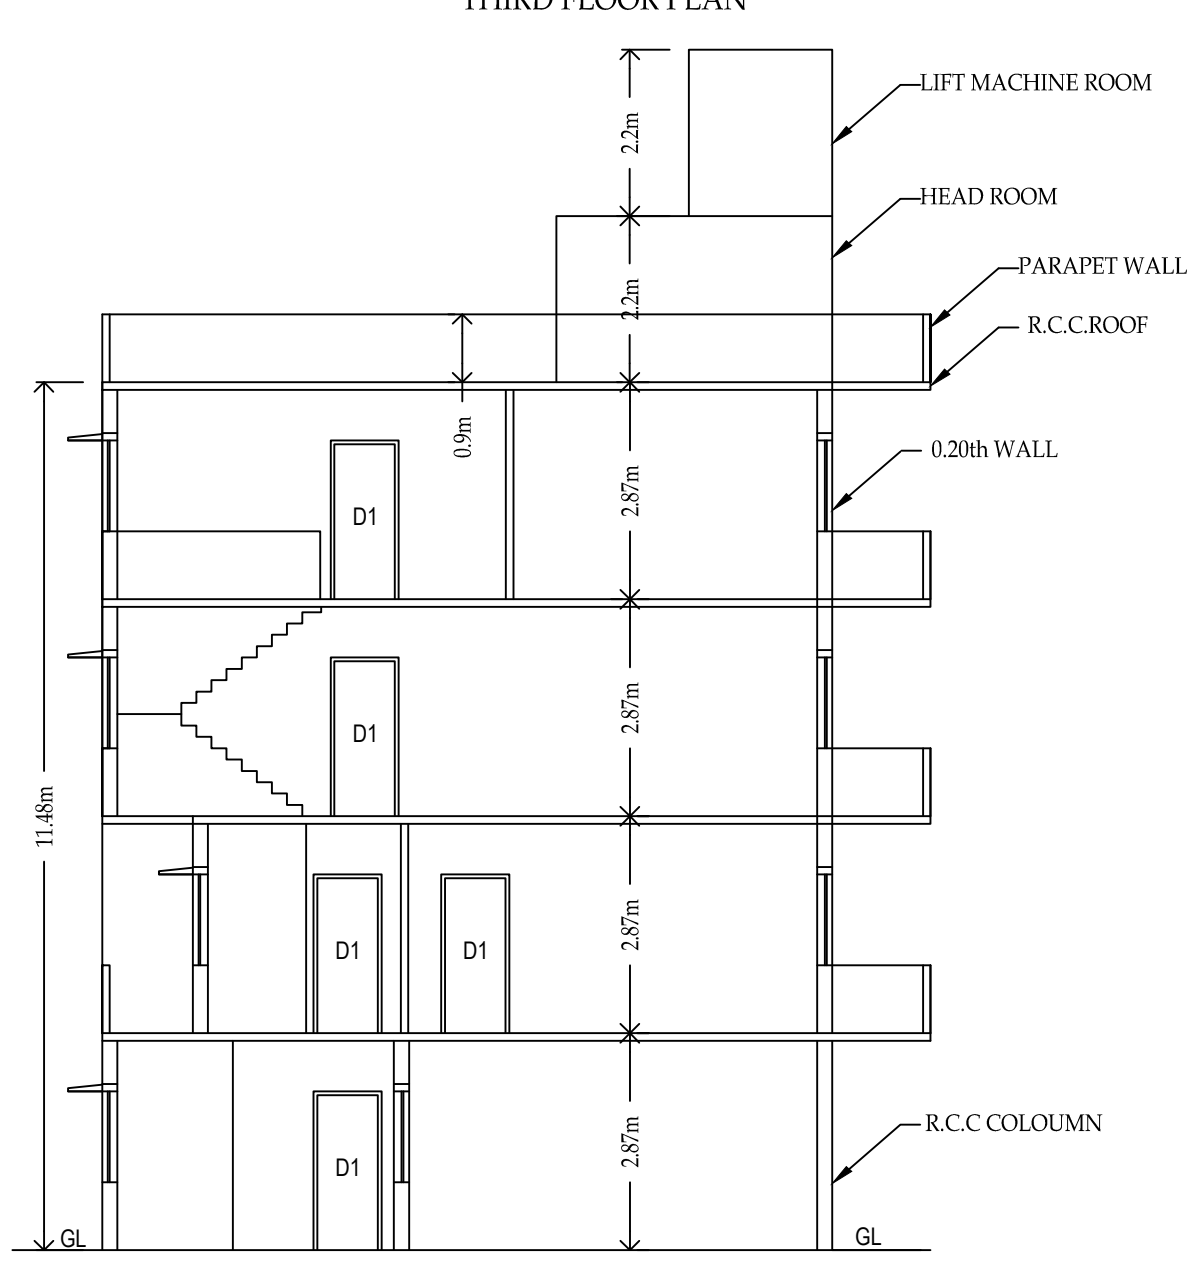 THIRD FLOOR PLAN
LIFT MACHINE ROOM
2.2m
HEAD ROOM
PARAPET WALL
2.2m
R.C.C.ROOF
0.9m
0.20th WALL
2.87m
D1
2.87m
D1
11.48m
2.87m
D1
D1
R.C.C COLOUMN
2.87m
D1
GL
GL